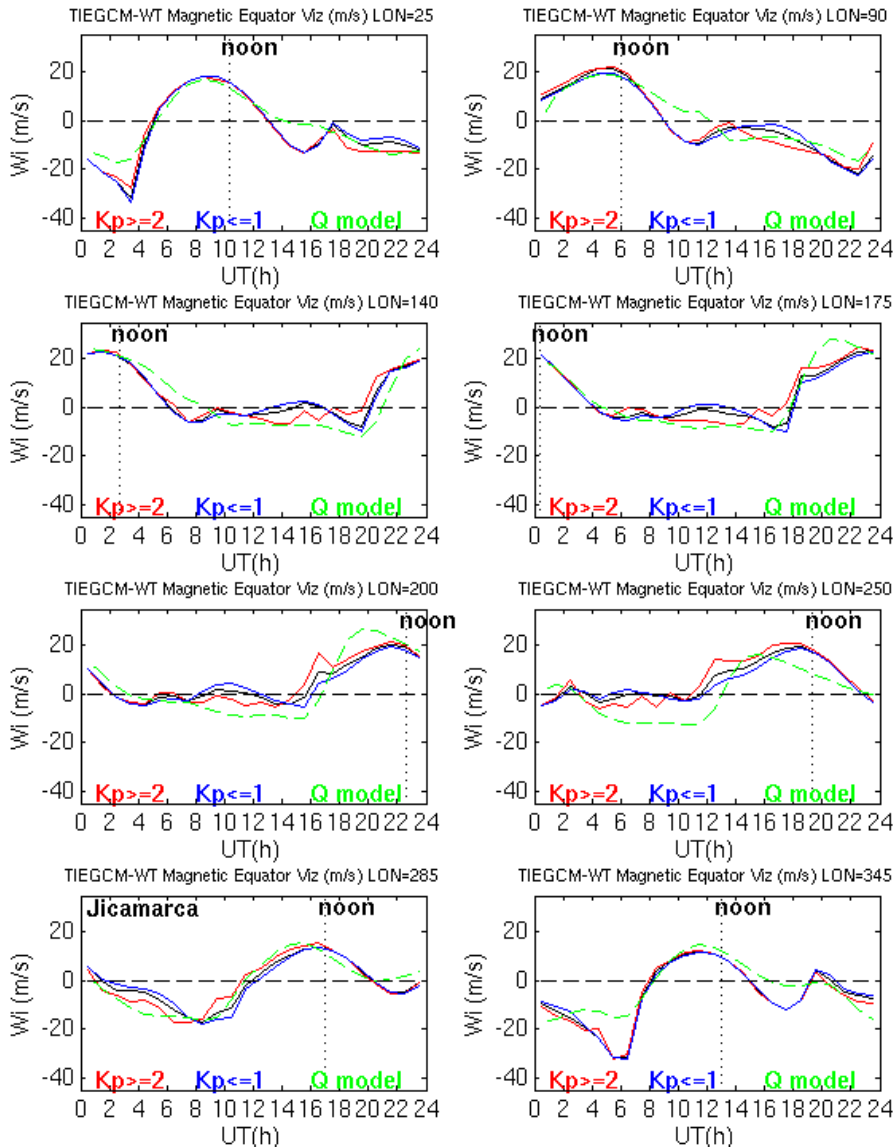 TIEGCM-WT Magnetic Equator Viz (m/s) LON=25
noon
Wi (m/s)
20
0
-20
-40
Kp>=2 Kp<=1 Q model
0 2 4 6 8 10 12 14 16 18 20 22 24
UT(h)
TIEGCM-WT Magnetic Equator Viz (m/s) LON=90
noon
Wi (m/s)
20
0
-20
-40
Kp>=2 Kp<=1 Q model
0 2 4 6 8 10 12 14 16 18 20 22 24
UT(h)
TIEGCM-WT Magnetic Equator Viz (m/s) LON=140
noon
Wi (m/s)
20
0
-20
-40
Kp>=2 Kp<=1 Q model
0 2 4 6 8 10 12 14 16 18 20 22 24
UT(h)
TIEGCM-WT Magnetic Equator Viz (m/s) LON=175
noon
Wi (m/s)
20
0
-20
-40
Kp>=2 Kp<=1 Q model
0 2 4 6 8 10 12 14 16 18 20 22 24
UT(h)
TIEGCM-WT Magnetic Equator Viz (m/s) LON=200
noon
Wi (m/s)
20
0
-20
-40
Kp>=2 Kp<=1 Q model
0 2 4 6 8 10 12 14 16 18 20 22 24
UT(h)
TIEGCM-WT Magnetic Equator Viz (m/s) LON=250
noon
Wi (m/s)
20
0
-20
-40
Kp>=2 Kp<=1 Q model
0 2 4 6 8 10 12 14 16 18 20 22 24
UT(h)
TIEGCM-WT Magnetic Equator Viz (m/s) LON=285
Jicamarca noon
Wi (m/s)
20
0
-20
-40
Kp>=2 Kp<=1 Q model
0 2 4 6 8 10 12 14 16 18 20 22 24
UT(h)
TIEGCM-WT Magnetic Equator Viz (m/s) LON=345
noon
Wi (m/s)
20
0
-20
-40
Kp>=2 Kp<=1 Q model
0 2 4 6 8 10 12 14 16 18 20 22 24
UT(h)